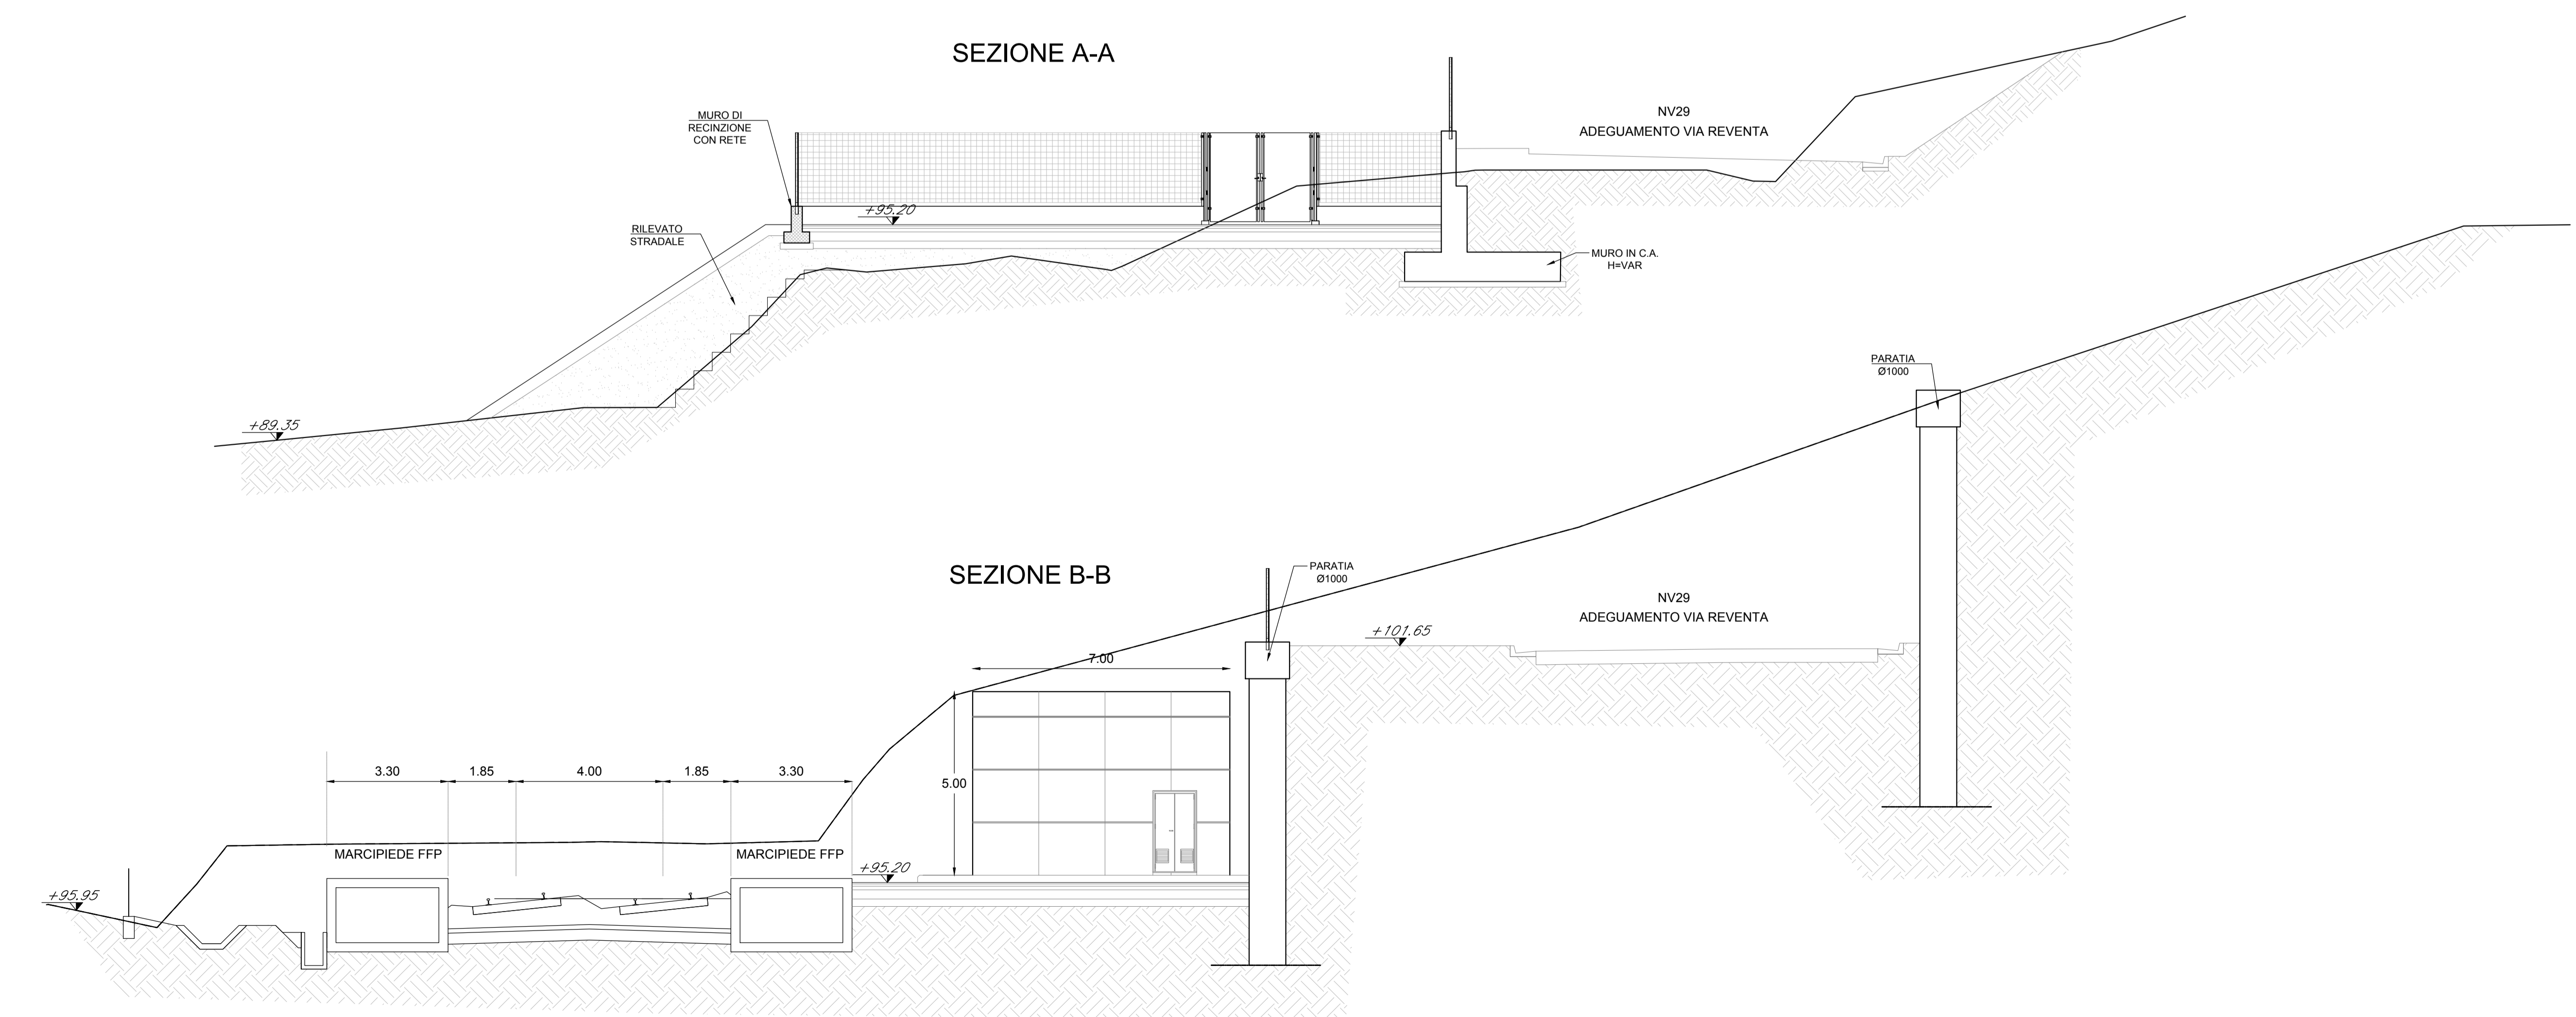 SEZIONE A-A
MURO DI
RECINZIONE
CON RETE
NV29
ADEGUAMENTO VIA REVENTA
+95.20
RILEVATO
STRADALE
MURO IN C.A.
H=VAR
+89.35
PARATIA
Ø1000
SEZIONE B-B
PARATIA
Ø1000
NV29
ADEGUAMENTO VIA REVENTA
+101.65
7.00
5.00
3.30
1.85
4.00
1.85
3.30
MARCIPIEDE FFP
MARCIPIEDE FFP
+95.20
+95.95